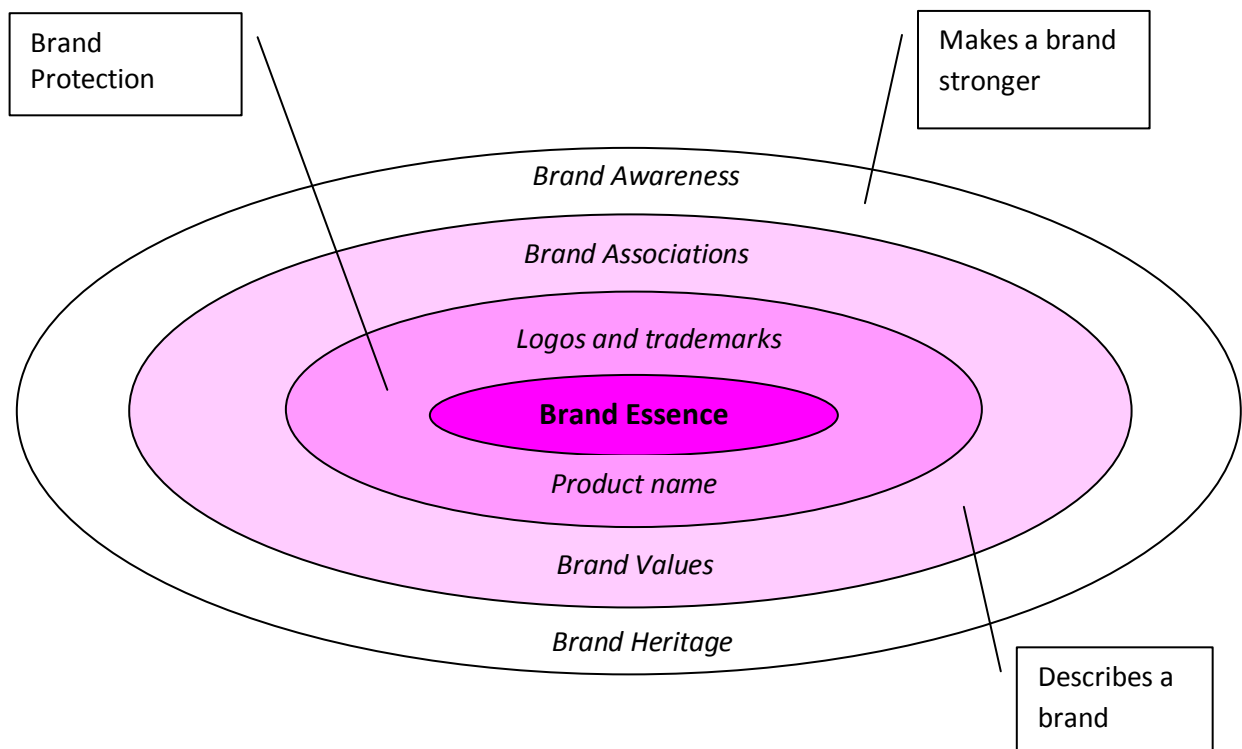 Brand
Protection
Makes a brand
stronger
Brand Awareness
Brand Associations
Logos and trademarks
Brand Essence
Product name
Brand Values
Brand Heritage
Describes a
brand